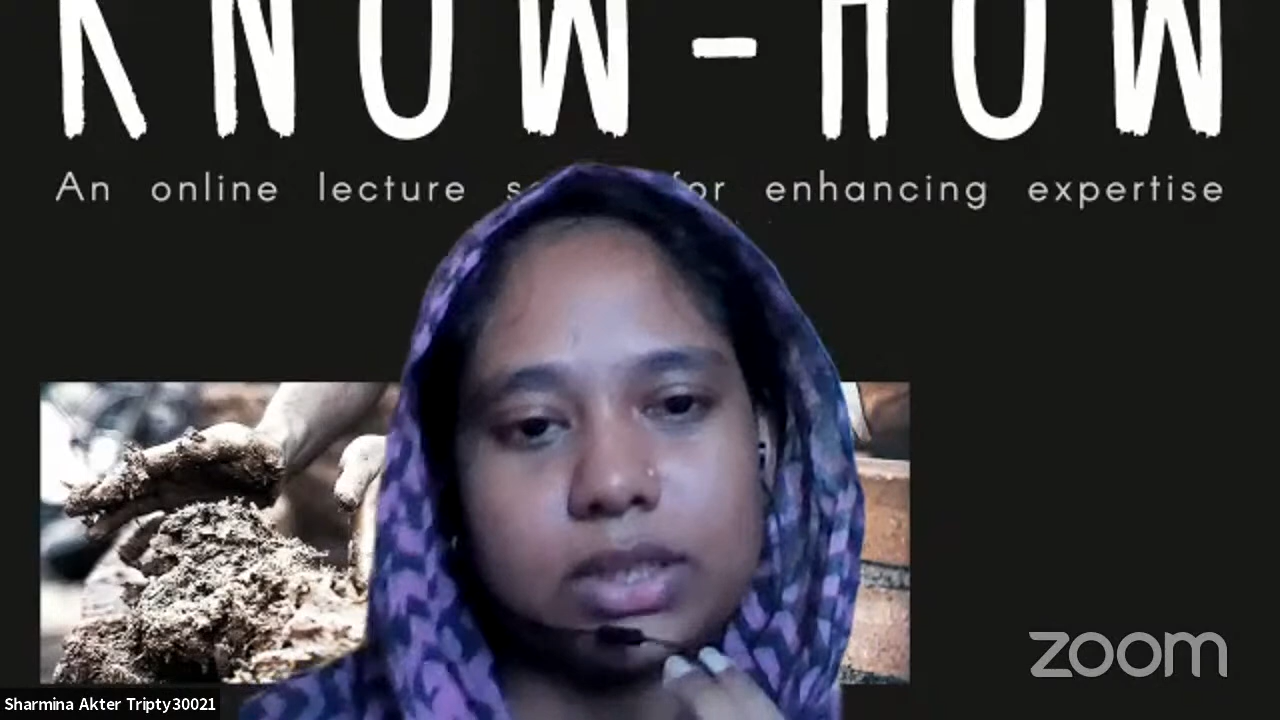 KNOW-HOW
An online lecture for enhancing expertise
zoom
Sharmina Akter Tripty30021